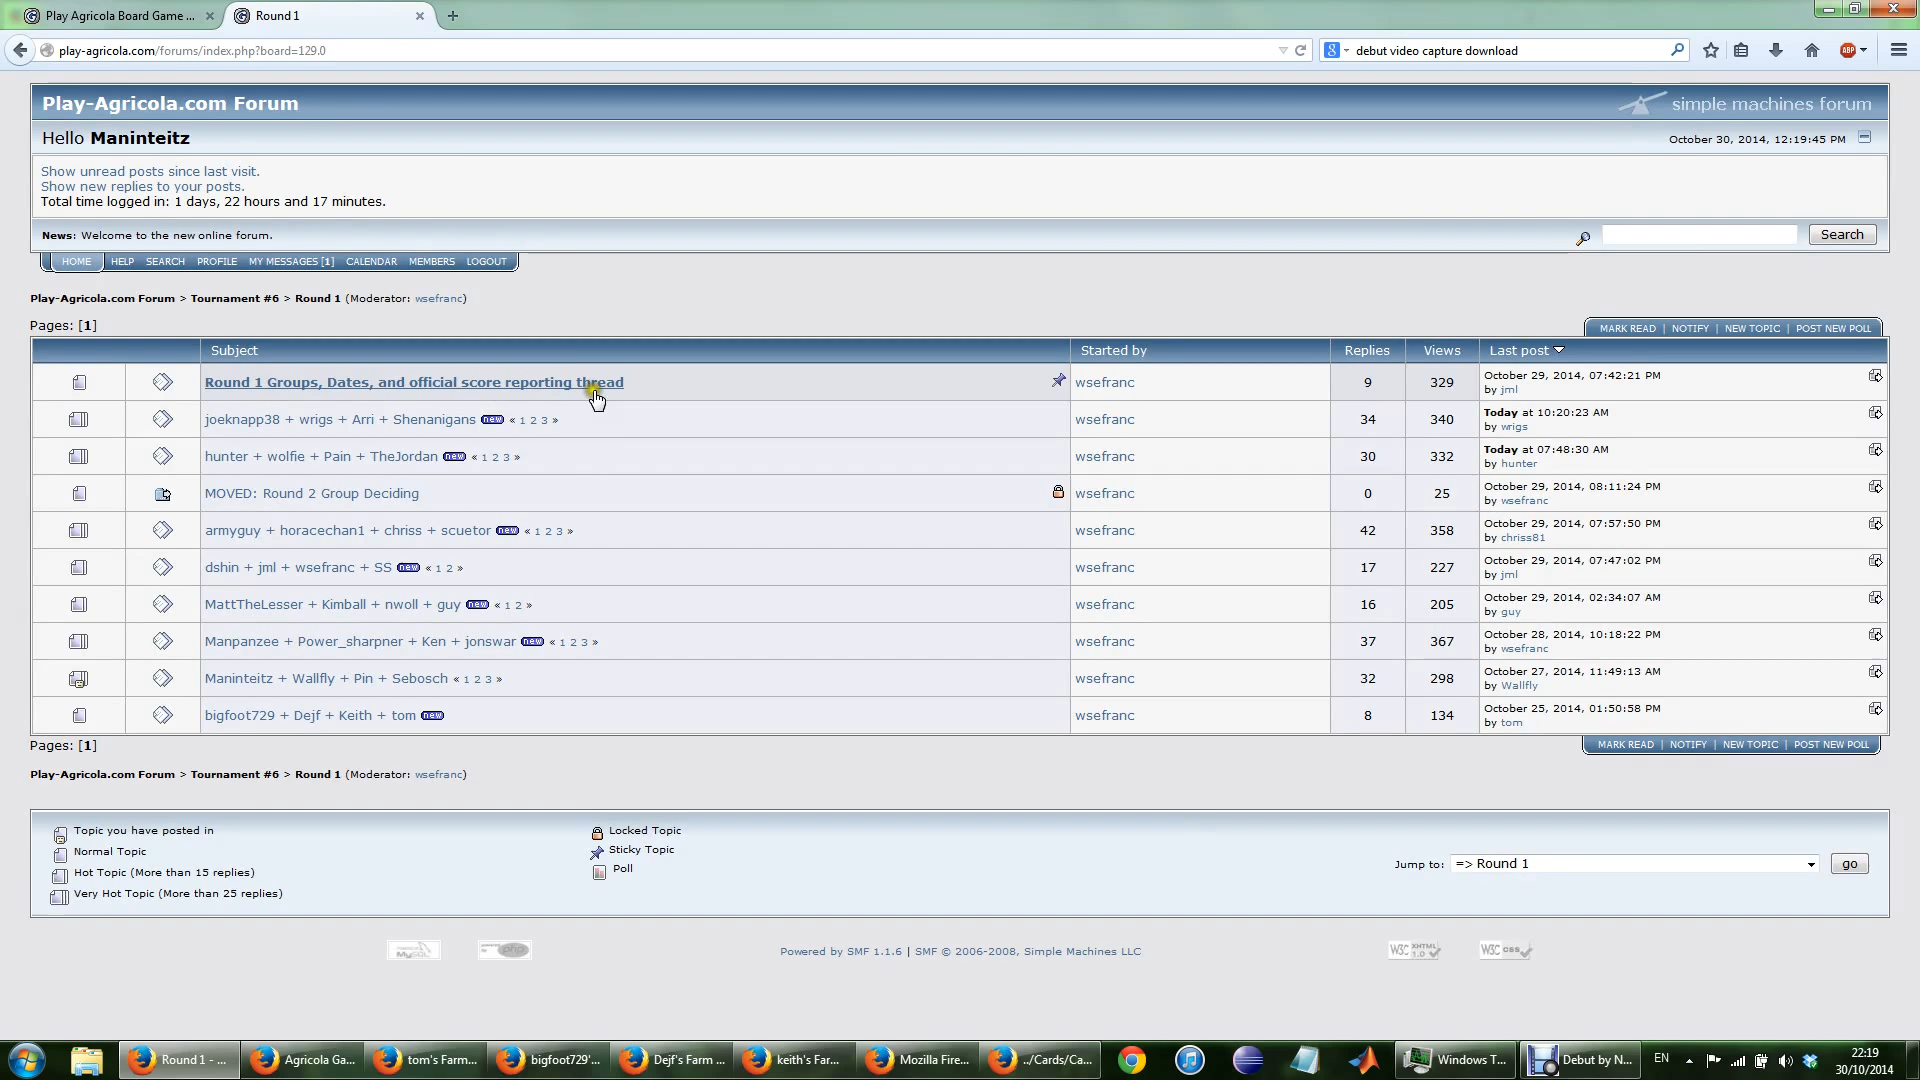 Play Agricola Board Game ...
Round 1
play-agricola.com/forums/index.php?board=129.0
debut video capture download
ABP
Play-Agricola.com Forum
simple machines forum
Hello Maninteitz
October 30, 2014, 12:19:45 PM
Show unread posts since last visit.
Show new replies to your posts.
Total time logged in: 1 days, 22 hours and 17 minutes.
News: Welcome to the new online forum.
Search
HOME HELP SEARCH PROFILE MY MESSAGES [1] CALENDAR MEMBERS LOGOUT
Play-Agricola.com Forum > Tournament #6 > Round 1 (Moderator: wsefranc)
Pages: [1]
MARK READ | NOTIFY | NEW TOPIC | POST NEW POLL
Subject Started by Replies Views Last post
Round 1 Groups, Dates, and official score reporting thread wsefranc 9 329 October 29, 2014, 07:42:21 PM
by jml
joeknapp38 + wrigs + Arri + Shenanigans new « 1 2 3 » wsefranc 34 340 Today at 10:20:23 AM
by wrigs
hunter + wolfie + Pain + TheJordan new « 1 2 3 » wsefranc 30 332 Today at 07:48:30 AM
by hunter
MOVED: Round 2 Group Deciding wsefranc 0 25 October 29, 2014, 08:11:24 PM
by wsefranc
armyguy + horacechan1 + chriss + scuetor new « 1 2 3 » wsefranc 42 358 October 29, 2014, 07:57:50 PM
by chriss81
dshin + jml + wsefranc + SS new « 1 2 » wsefranc 17 227 October 29, 2014, 07:47:02 PM
by jml
MattTheLesser + Kimball + nwoll + guy new « 1 2 » wsefranc 16 205 October 29, 2014, 02:34:07 AM
by guy
Manpanzee + Power_sharpner + Ken + jonswar new « 1 2 3 » wsefranc 37 367 October 28, 2014, 10:18:22 PM
by wsefranc
Maninteitz + Wallfly + Pin + Sebosch « 1 2 3 » wsefranc 32 298 October 27, 2014, 11:49:13 AM
by Wallfly
bigfoot729 + Dejf + Keith + tom new wsefranc 8 134 October 25, 2014, 01:50:58 PM
by tom
Pages: [1]
MARK READ | NOTIFY | NEW TOPIC | POST NEW POLL
Play-Agricola.com Forum > Tournament #6 > Round 1 (Moderator: wsefranc)
Topic you have posted in
Normal Topic
Hot Topic (More than 15 replies)
Very Hot Topic (More than 25 replies)
Locked Topic
Sticky Topic
Poll
Jump to: => Round 1 go
MySQL
php
Powered by SMF 1.1.6 | SMF © 2006-2008, Simple Machines LLC
W3C XHTML 1.0
W3C css
Round 1 - ...
Agricola Ga...
tom's Farm...
bigfoot729'...
Dejf's Farm ...
keith's Far...
Mozilla Fire...
../Cards/Ca...
Windows T...
Debut by N...
EN
22:19
30/10/2014